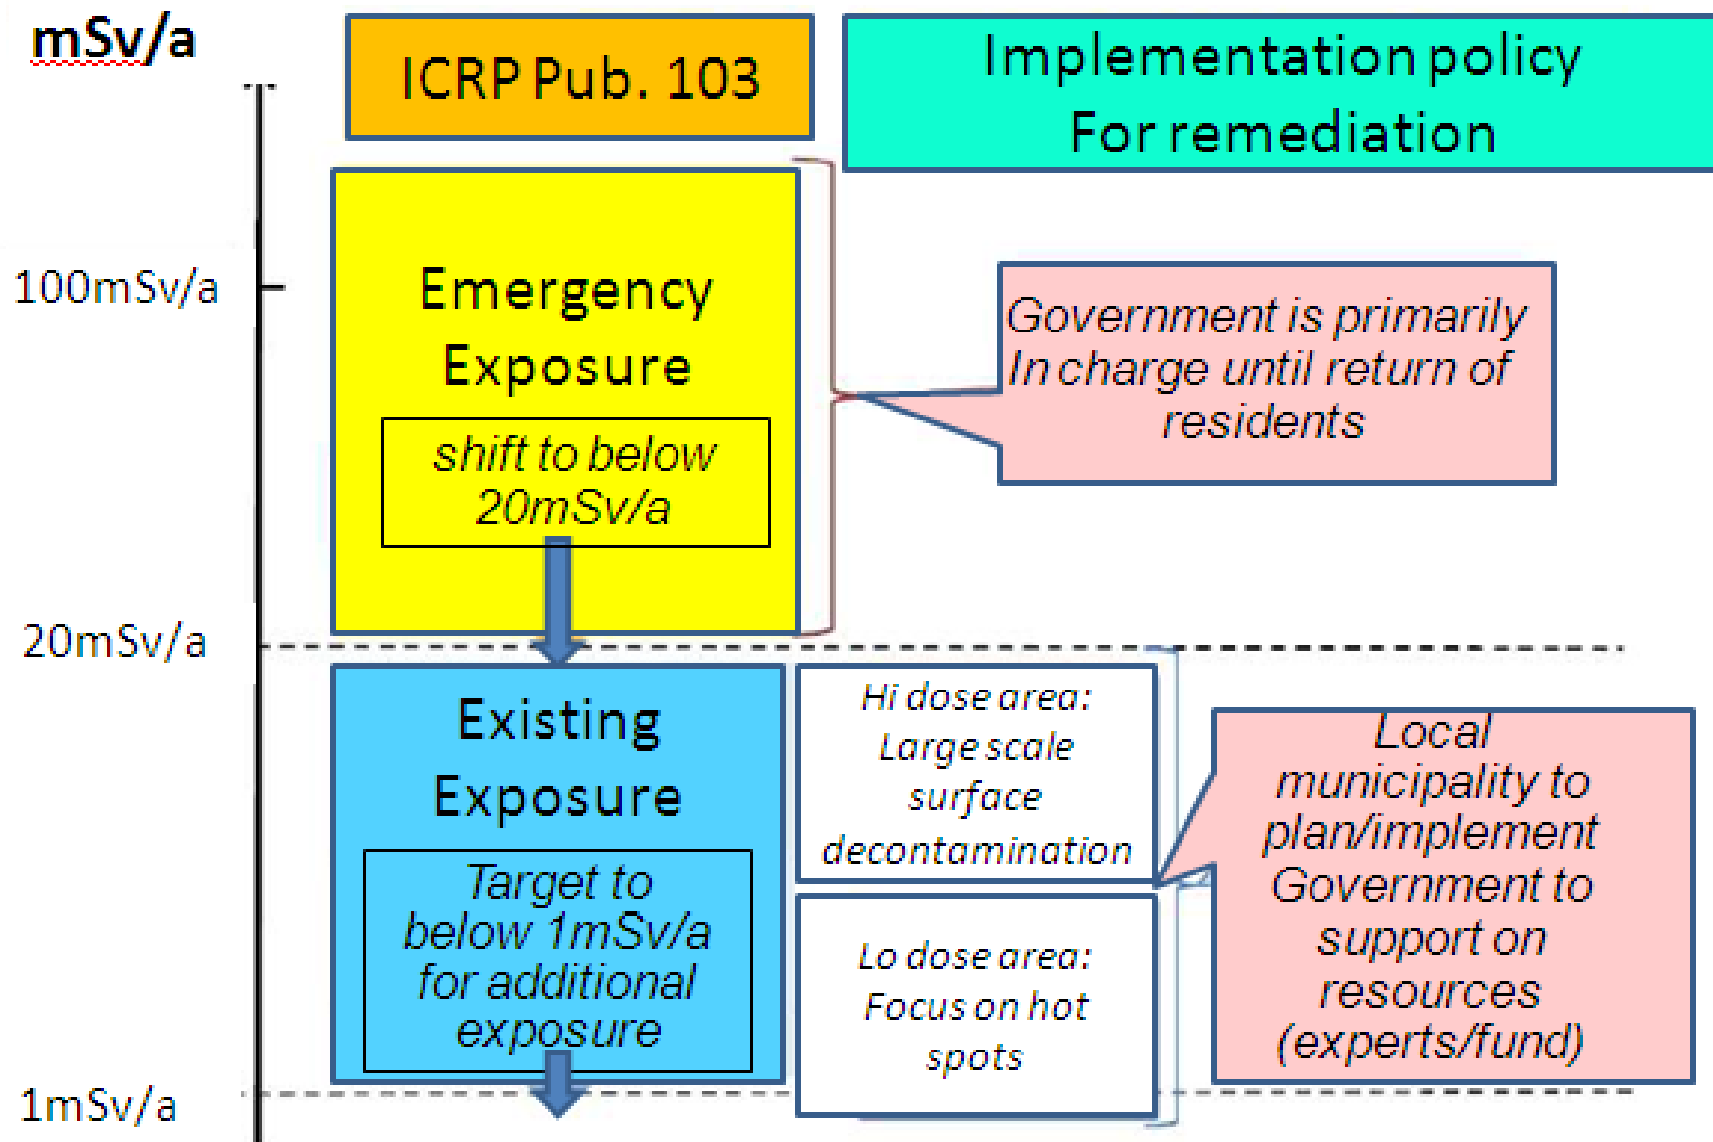 mSv/a
ICRP Pub. 103
Implementation policy
For remediation
100mSv/a
Emergency
Exposure
shift to below
20mSv/a
Government is primarily
In charge until return of
residents
20mSv/a
Existing
Exposure
Target to
below 1mSv/a
for additional
exposure
Hi dose area:
Large scale
surface
decontamination
Lo dose area:
Focus on hot
spots
Local
municipality to
plan/implement
Government to
support on
resources
(experts/fund)
1mSv/a